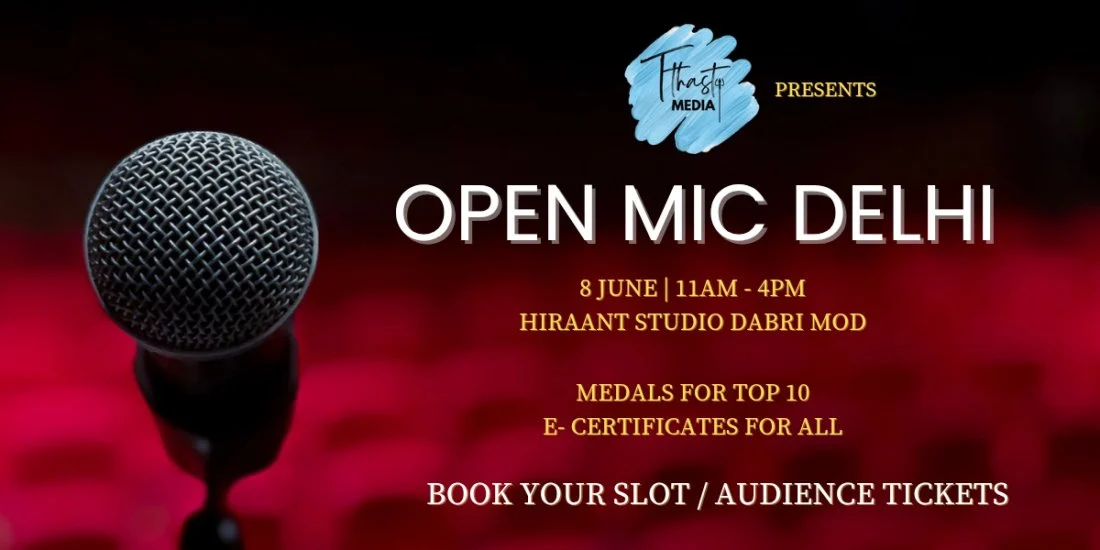 Tthasty
MEDIA
PRESENTS
OPEN MIC DELHI
8 JUNE | 11AM - 4PM
HIRAANT STUDIO DABRI MOD
MEDALS FOR TOP 10
E- CERTIFICATES FOR ALL
BOOK YOUR SLOT / AUDIENCE TICKETS